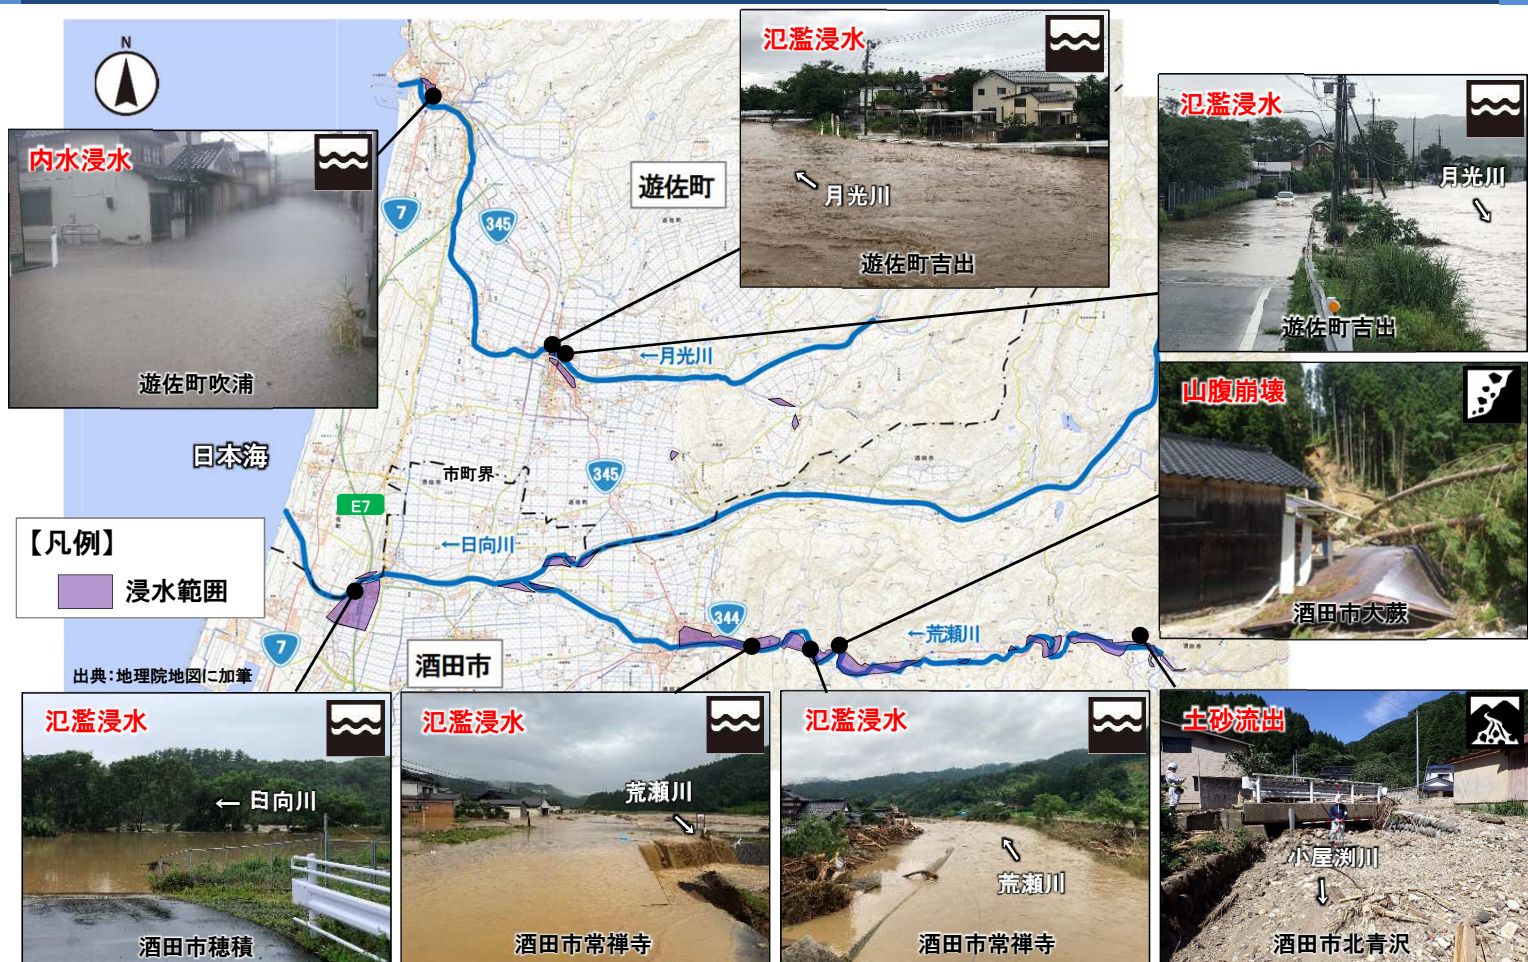 N
氾濫浸水
月光川
遊佐町吉出
氾濫浸水
月光川
遊佐町吉出
内水浸水
遊佐町吹浦
遊佐町
7
345
←月光川
山腹崩壊
酒田市大蕨
日本海
市町界
345
E7
←日向川
【凡例】
浸水範囲
7
344
←荒瀬川
酒田市
出典:地理院地図に加筆
氾濫浸水
← 日向川
酒田市穂積
氾濫浸水
荒瀬川
酒田市常禅寺
氾濫浸水
荒瀬川
酒田市常禅寺
土砂流出
小屋渕川
酒田市北青沢